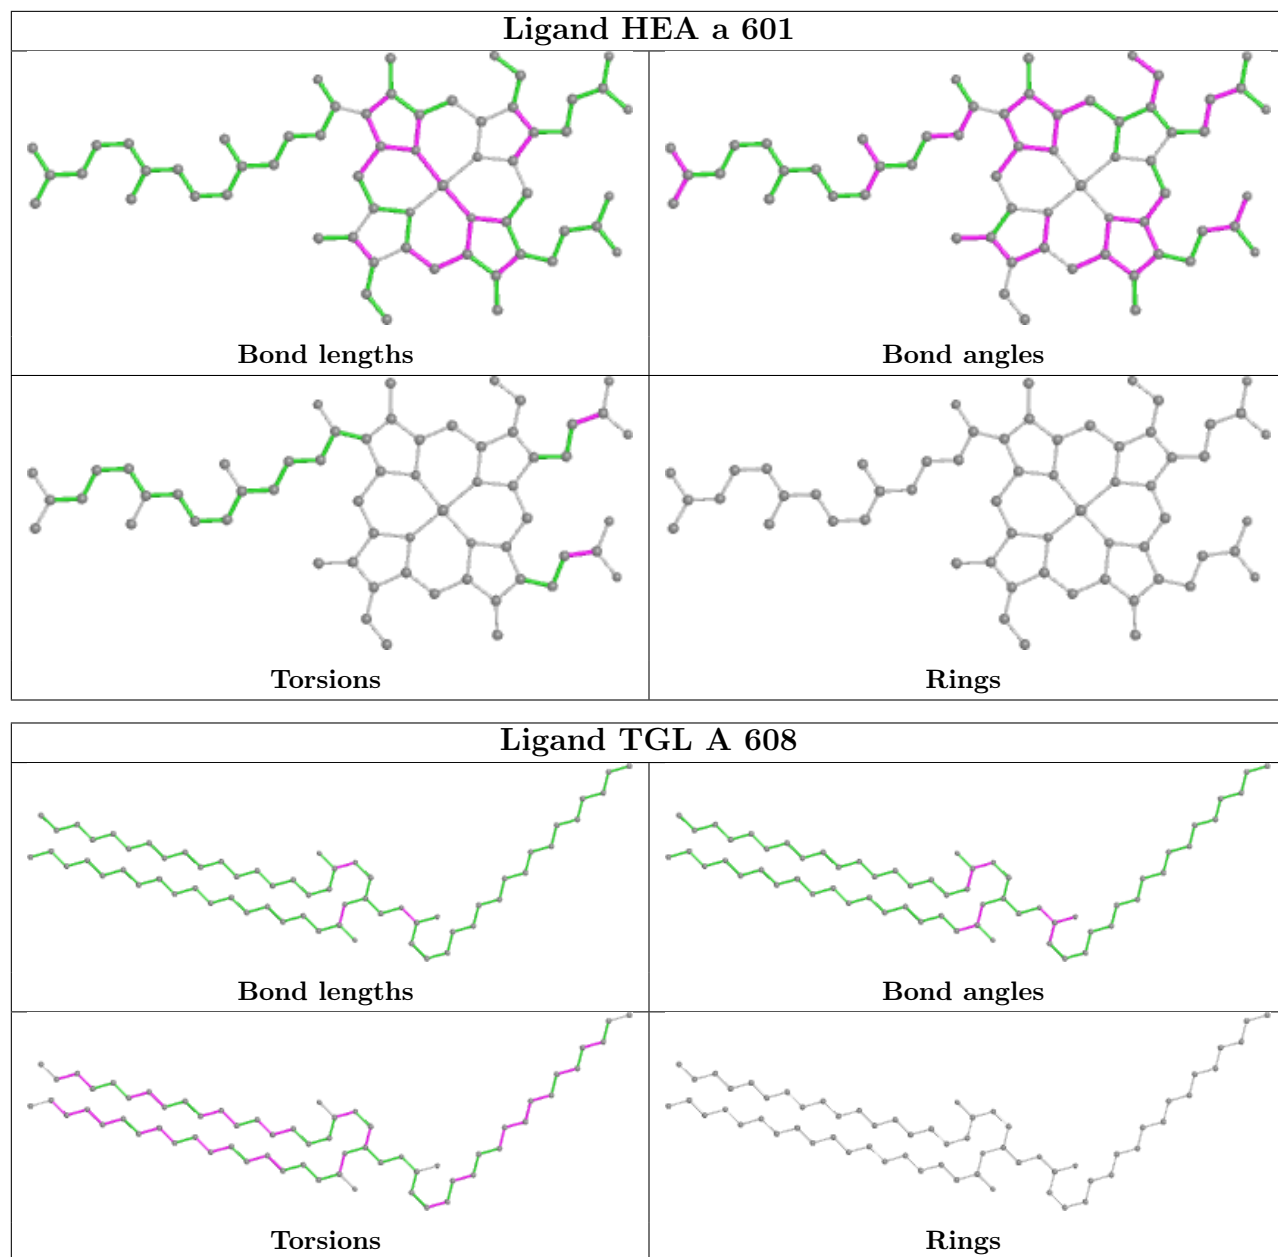 Ligand HEA a 601
Bond lengths
Bond angles
Torsions
Rings
Ligand TGL A 608
Bond lengths
Bond angles
Torsions
Rings